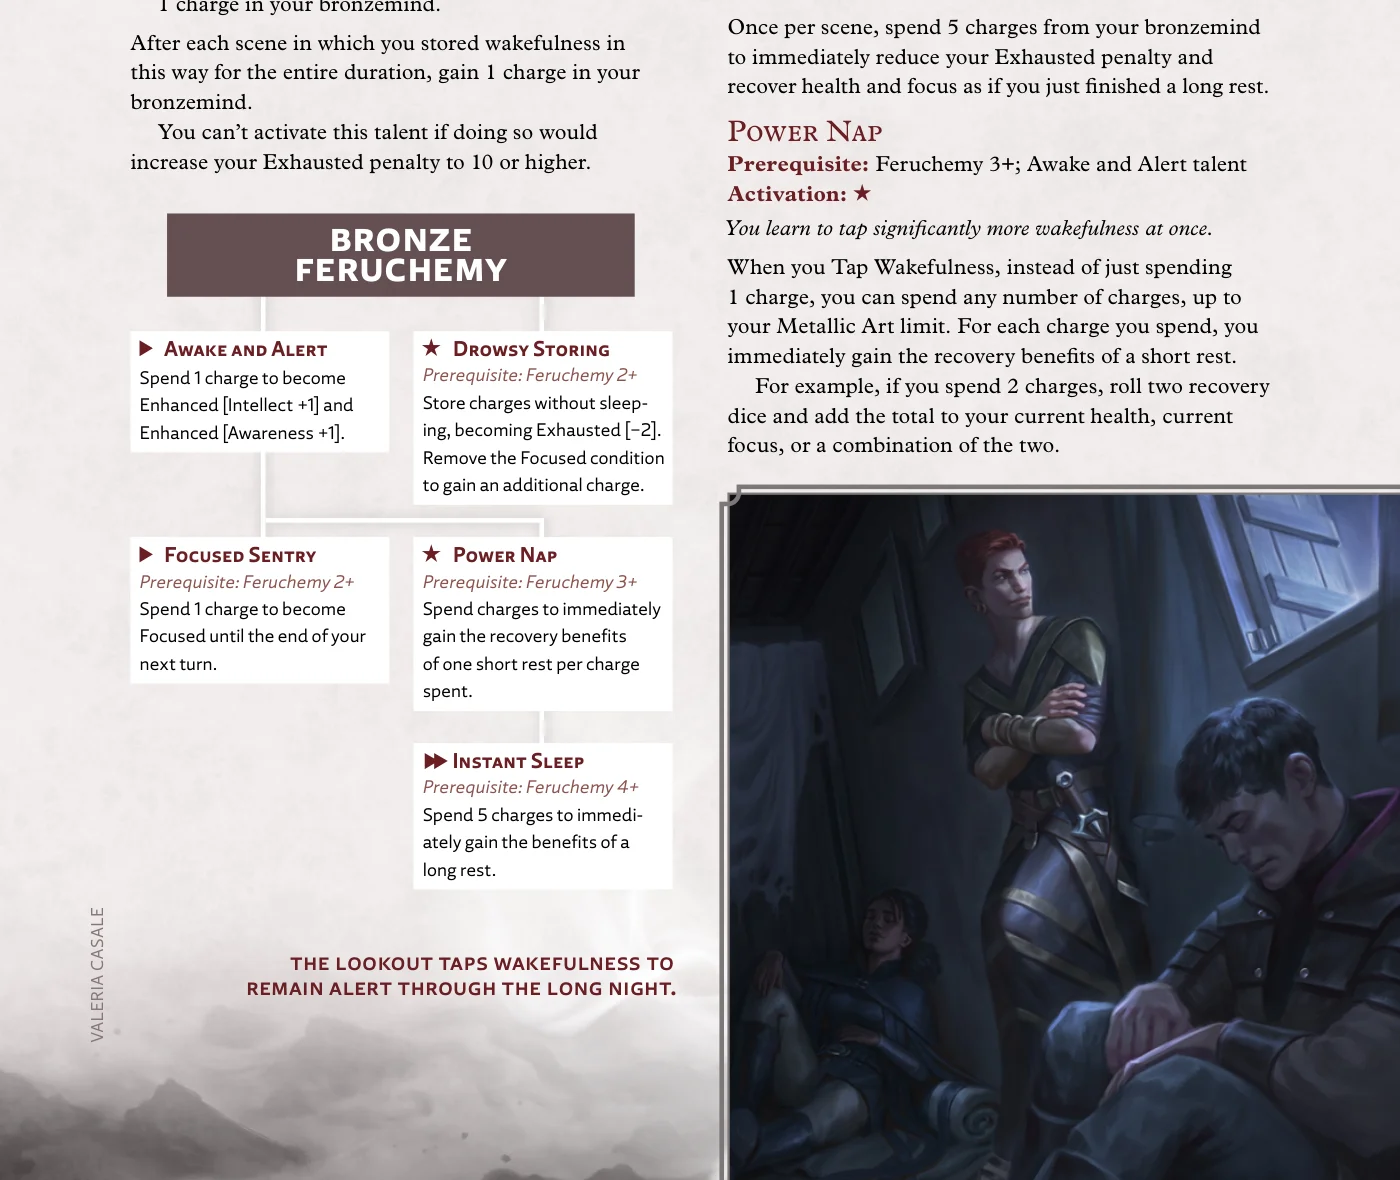 1 charge in your bronzemind.
After each scene in which you stored wakefulness in
this way for the entire duration, gain 1 charge in your
bronzemind.
You can’t activate this talent if doing so would
increase your Exhausted penalty to 10 or higher.
BRONZE
FERUCHEMY
Awake and Alert
Spend 1 charge to become
Enhanced [Intellect +1] and
Enhanced [Awareness +1].
Drowsy Storing
Prerequisite: Feruchemy 2+
Store charges without sleep-
ing, becoming Exhausted [−2].
Remove the Focused condition
to gain an additional charge.
Focused Sentry
Prerequisite: Feruchemy 2+
Spend 1 charge to become
Focused until the end of your
next turn.
Power Nap
Prerequisite: Feruchemy 3+
Spend charges to immediately
gain the recovery benefits
of one short rest per charge
spent.
Instant Sleep
Prerequisite: Feruchemy 4+
Spend 5 charges to immedi-
ately gain the benefits of a
long rest.
VALERIA CASALE
THE LOOKOUT TAPS WAKEFULNESS TO
REMAIN ALERT THROUGH THE LONG NIGHT.
Once per scene, spend 5 charges from your bronzemind
to immediately reduce your Exhausted penalty and
recover health and focus as if you just finished a long rest.
Power Nap
Prerequisite: Feruchemy 3+; Awake and Alert talent
Activation: ★
You learn to tap significantly more wakefulness at once.
When you Tap Wakefulness, instead of just spending
1 charge, you can spend any number of charges, up to
your Metallic Art limit. For each charge you spend, you
immediately gain the recovery benefits of a short rest.
For example, if you spend 2 charges, roll two recovery
dice and add the total to your current health, current
focus, or a combination of the two.